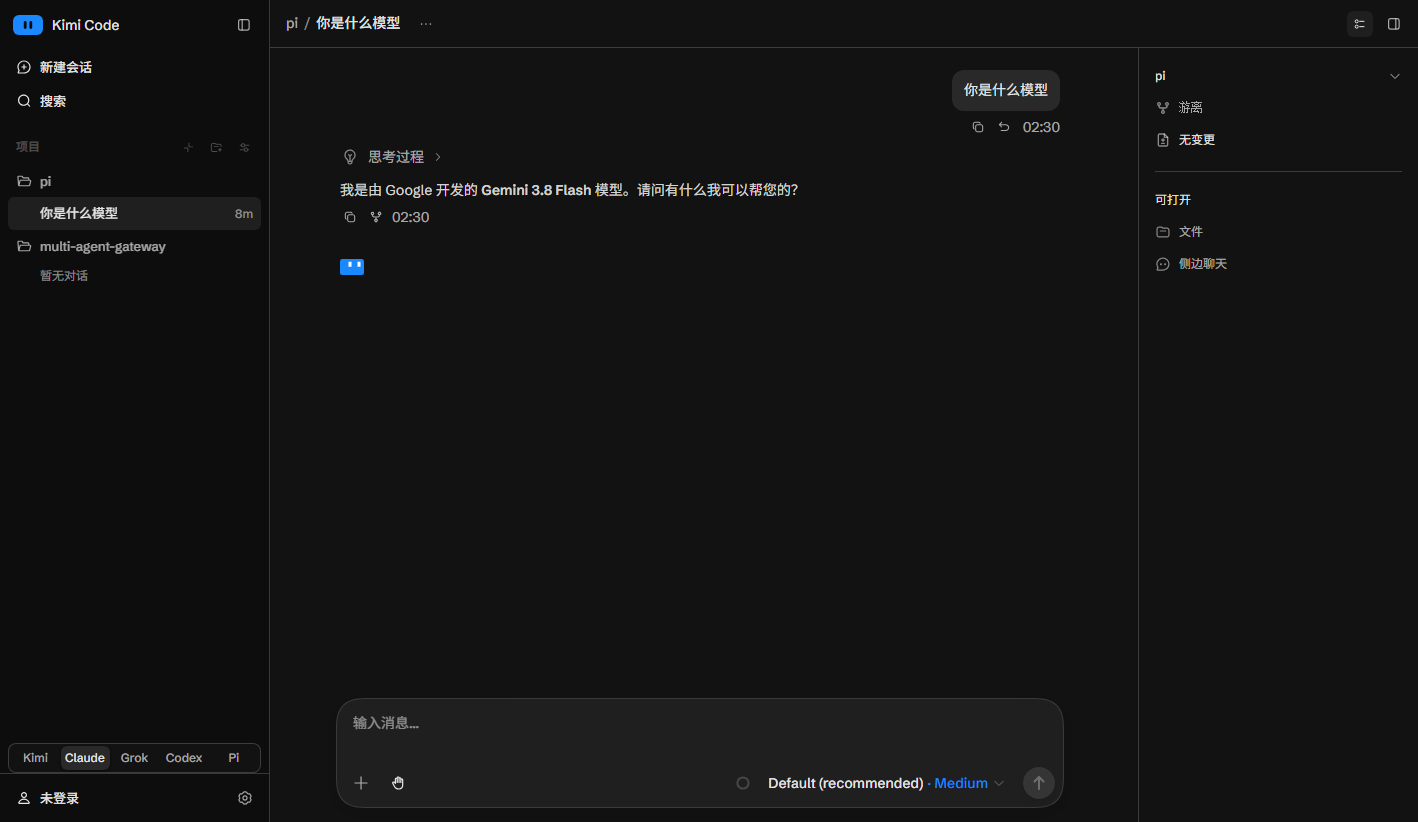 Kimi Code
新建会话
搜索
项目
pi
你是什么模型 8m
multi-agent-gateway
暂无对话
Kimi Claude Grok Codex Pi
未登录
pi / 你是什么模型 ...
你是什么模型
02:30
思考过程
我是由 Google 开发的 Gemini 3.8 Flash 模型。请问有什么我可以帮您的？
02:30
输入消息...
Default (recommended) · Medium
pi
游离
无变更
可打开
文件
侧边聊天